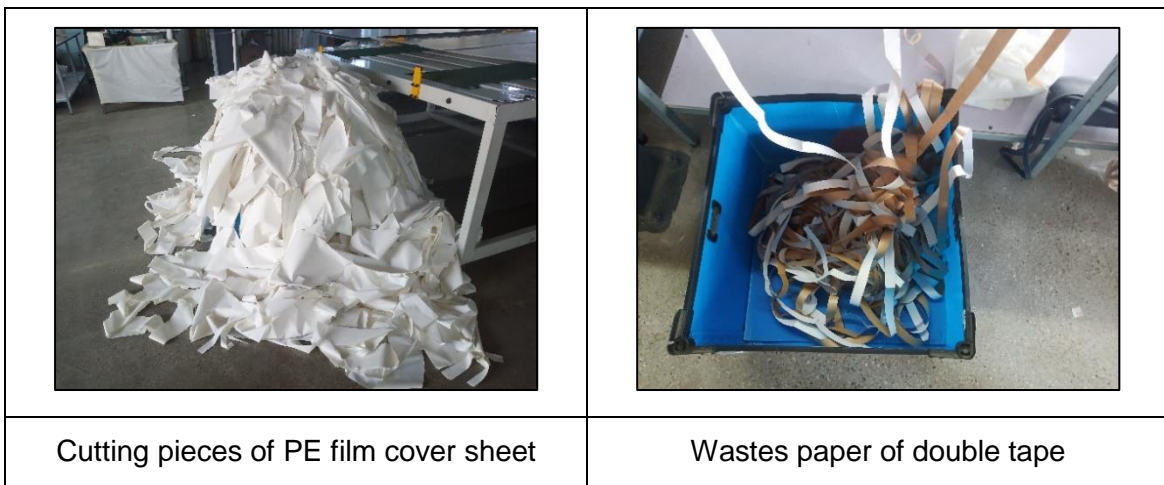 Cutting pieces of PE film cover sheet
Wastes paper of double tape